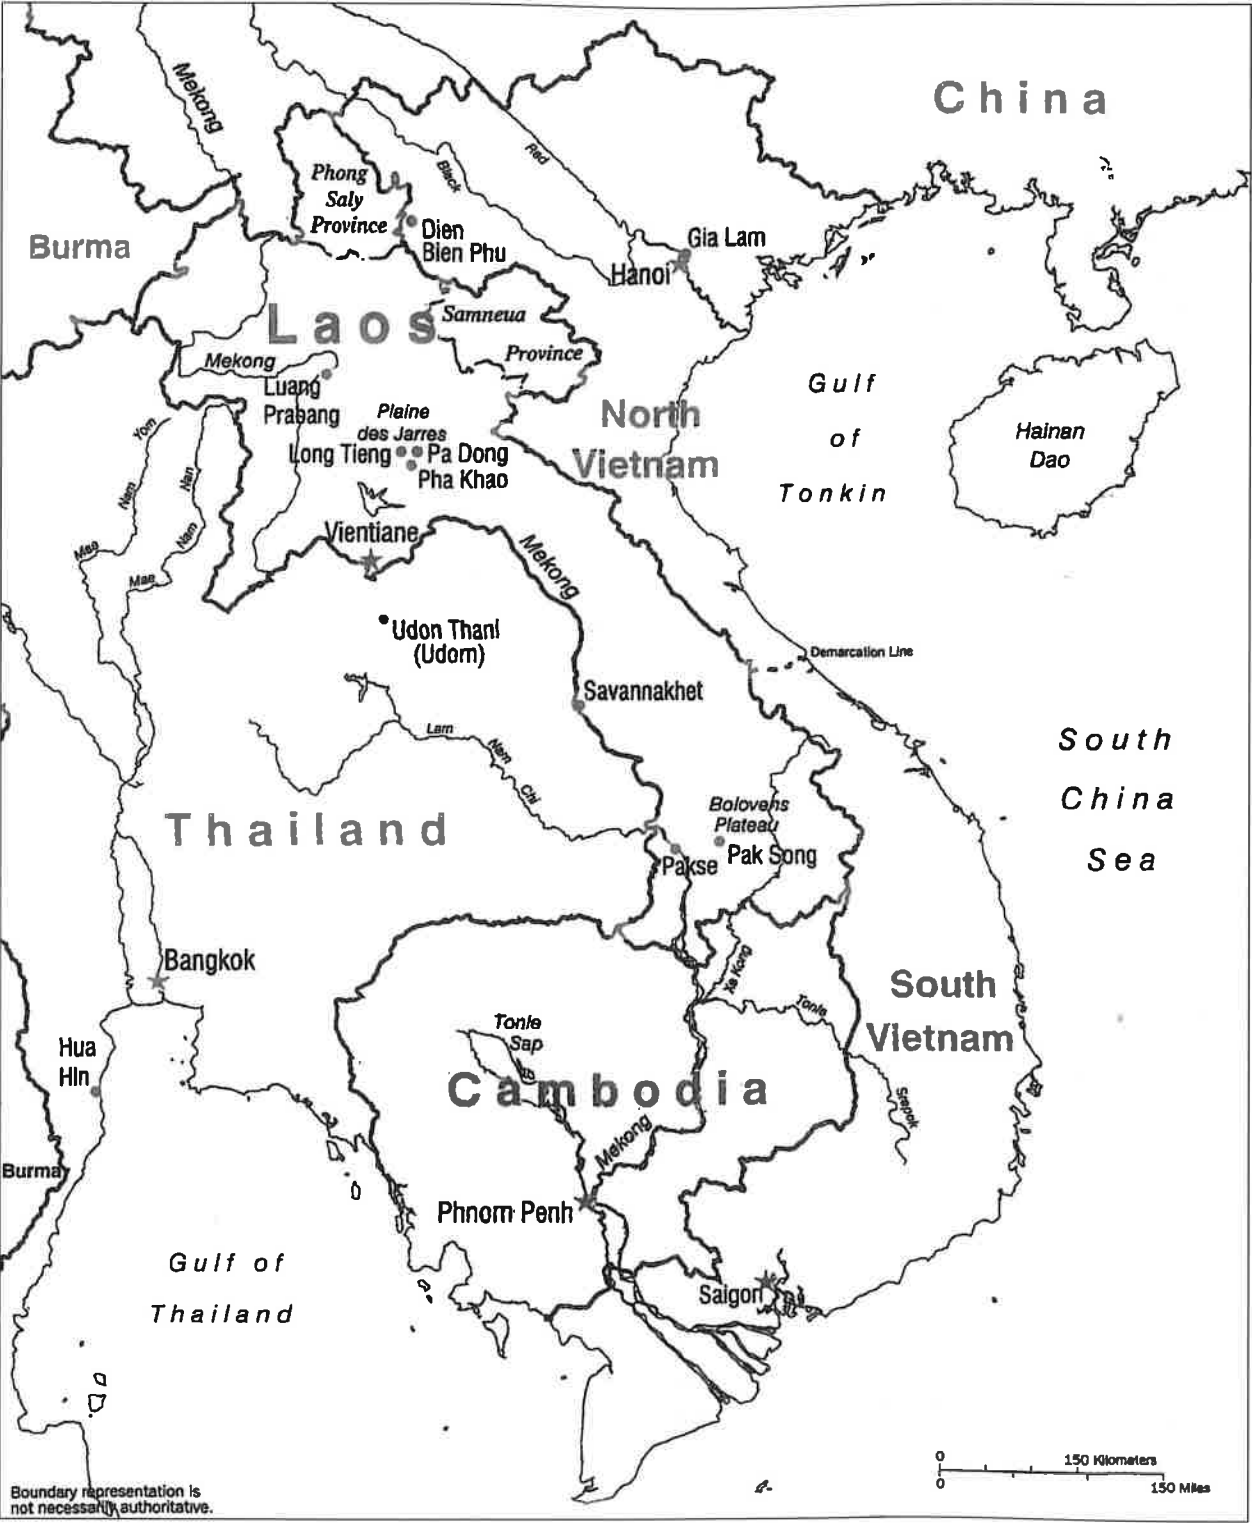 China
Mekong
Red
Black
Phong
Saly
Province
Dien
Bien Phu
Burma
Gia Lam
Hanoi
Laos
Samneua
Province
Mekong
Luang
Prabang
Gulf
of
Tonkin
Hainan
Dao
North
Vietnam
Plaine
des Jarres
Long Tieng
Pa Dong
Pha Khao
Yom
Nam
Mae
Nan
Nam
Mae
Vientiane
Mekong
Udon Thani
(Udorn)
Demarcation Line
Savannakhet
Lam
Nam
Chi
South
China
Sea
Thailand
Bolovens
Plateau
Pak Song
Pakse
Bangkok
Xe Kong
Tonle
Srepok
South
Vietnam
Hua
Hin
Tonle
Sap
Cambodia
Mekong
Burma
Phnom Penh
Gulf of
Thailand
Saigon
0 150 Kilometers
0 150 Miles
Boundary representation is
not necessarily authoritative.